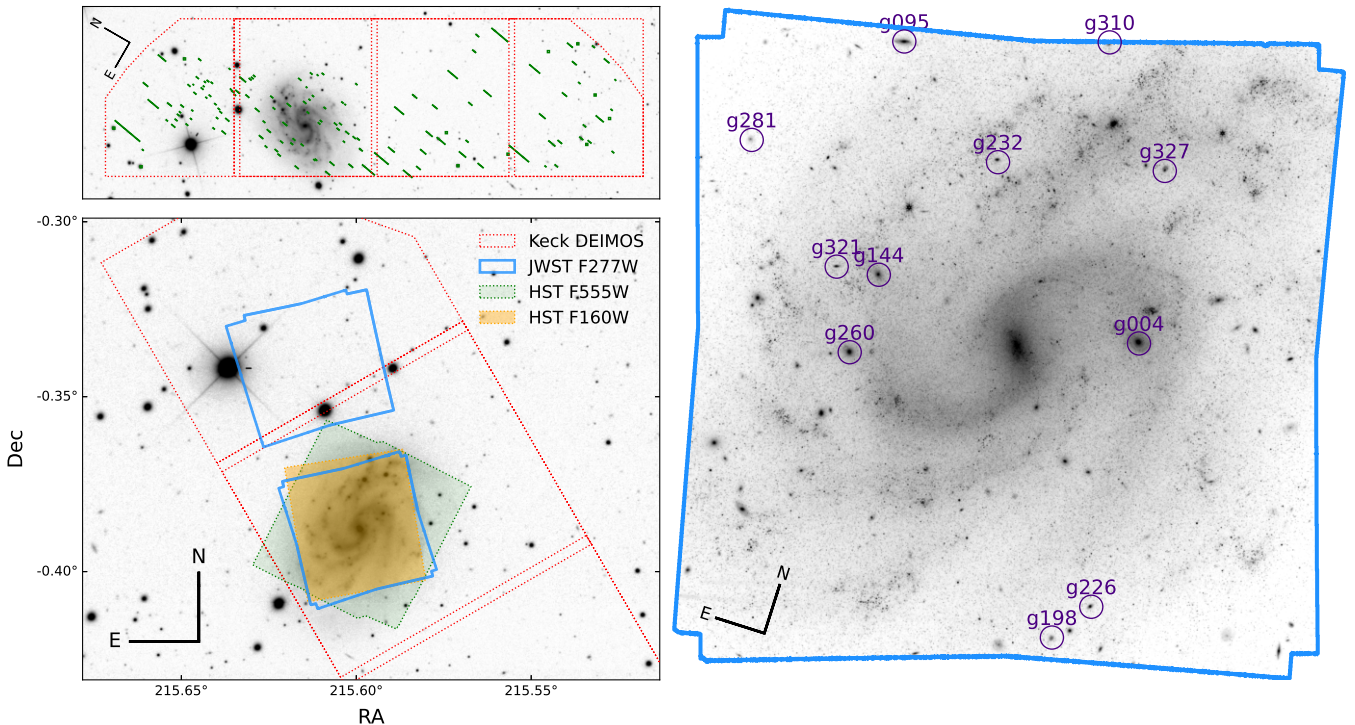 N
E
-0.30°
-0.35°
-0.40°
Dec
Keck DEIMOS
JWST F277W
HST F555W
HST F160W
N
E
215.65°
215.60°
215.55°
RA
g095
g310
g281
g232
g327
g321
g144
g260
g004
g226
g198
N
E